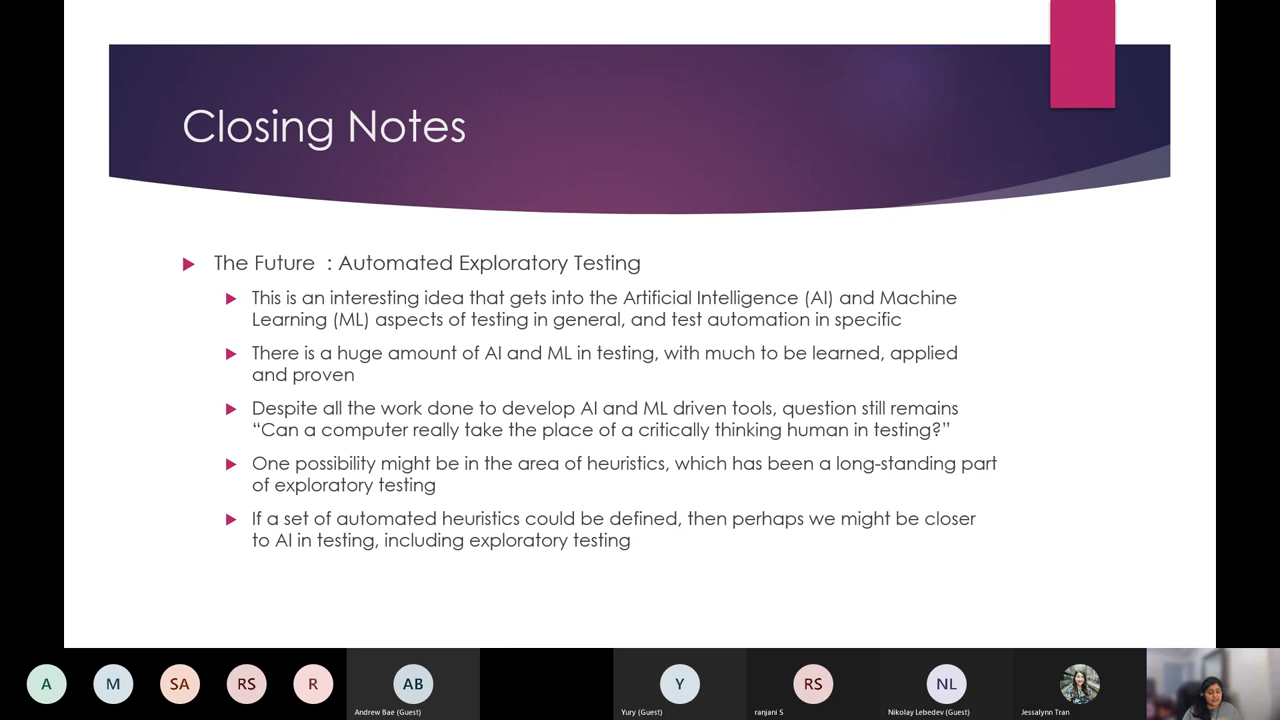 Closing Notes
The Future : Automated Exploratory Testing
This is an interesting idea that gets into the Artificial Intelligence (AI) and Machine
Learning (ML) aspects of testing in general, and test automation in specific
There is a huge amount of AI and ML in testing, with much to be learned, applied
and proven
Despite all the work done to develop AI and ML driven tools, question still remains
“Can a computer really take the place of a critically thinking human in testing?”
One possibility might be in the area of heuristics, which has been a long-standing part
of exploratory testing
If a set of automated heuristics could be defined, then perhaps we might be closer
to AI in testing, including exploratory testing
A
M
SA
RS
R
AB
Y
RS
NL
Andrew Bae (Guest)
Yury (Guest)
ranjani S
Nikolay Lebedev (Guest)
Jessalynn Tran